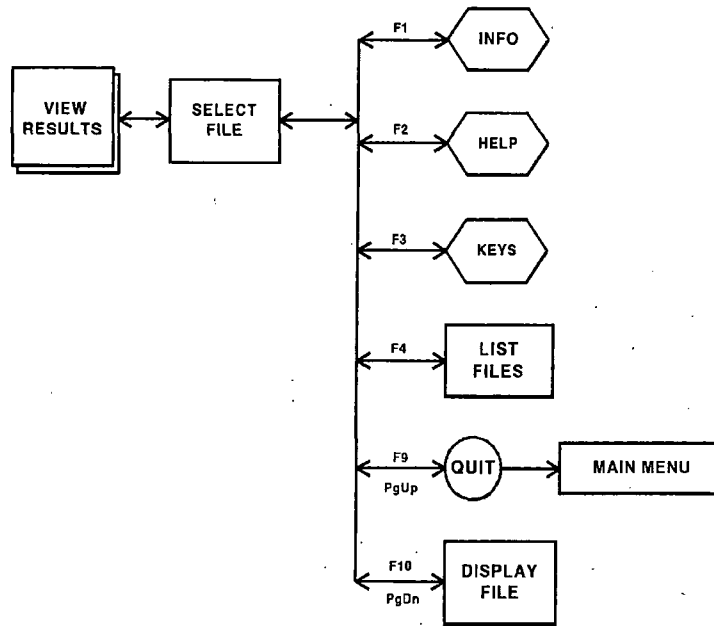 F1
INFO
VIEW
RESULTS
SELECT
FILE
F2
HELP
F3
KEYS
F4
LIST
FILES
F9
PgUp
QUIT
MAIN MENU
F10
PgDn
DISPLAY
FILE